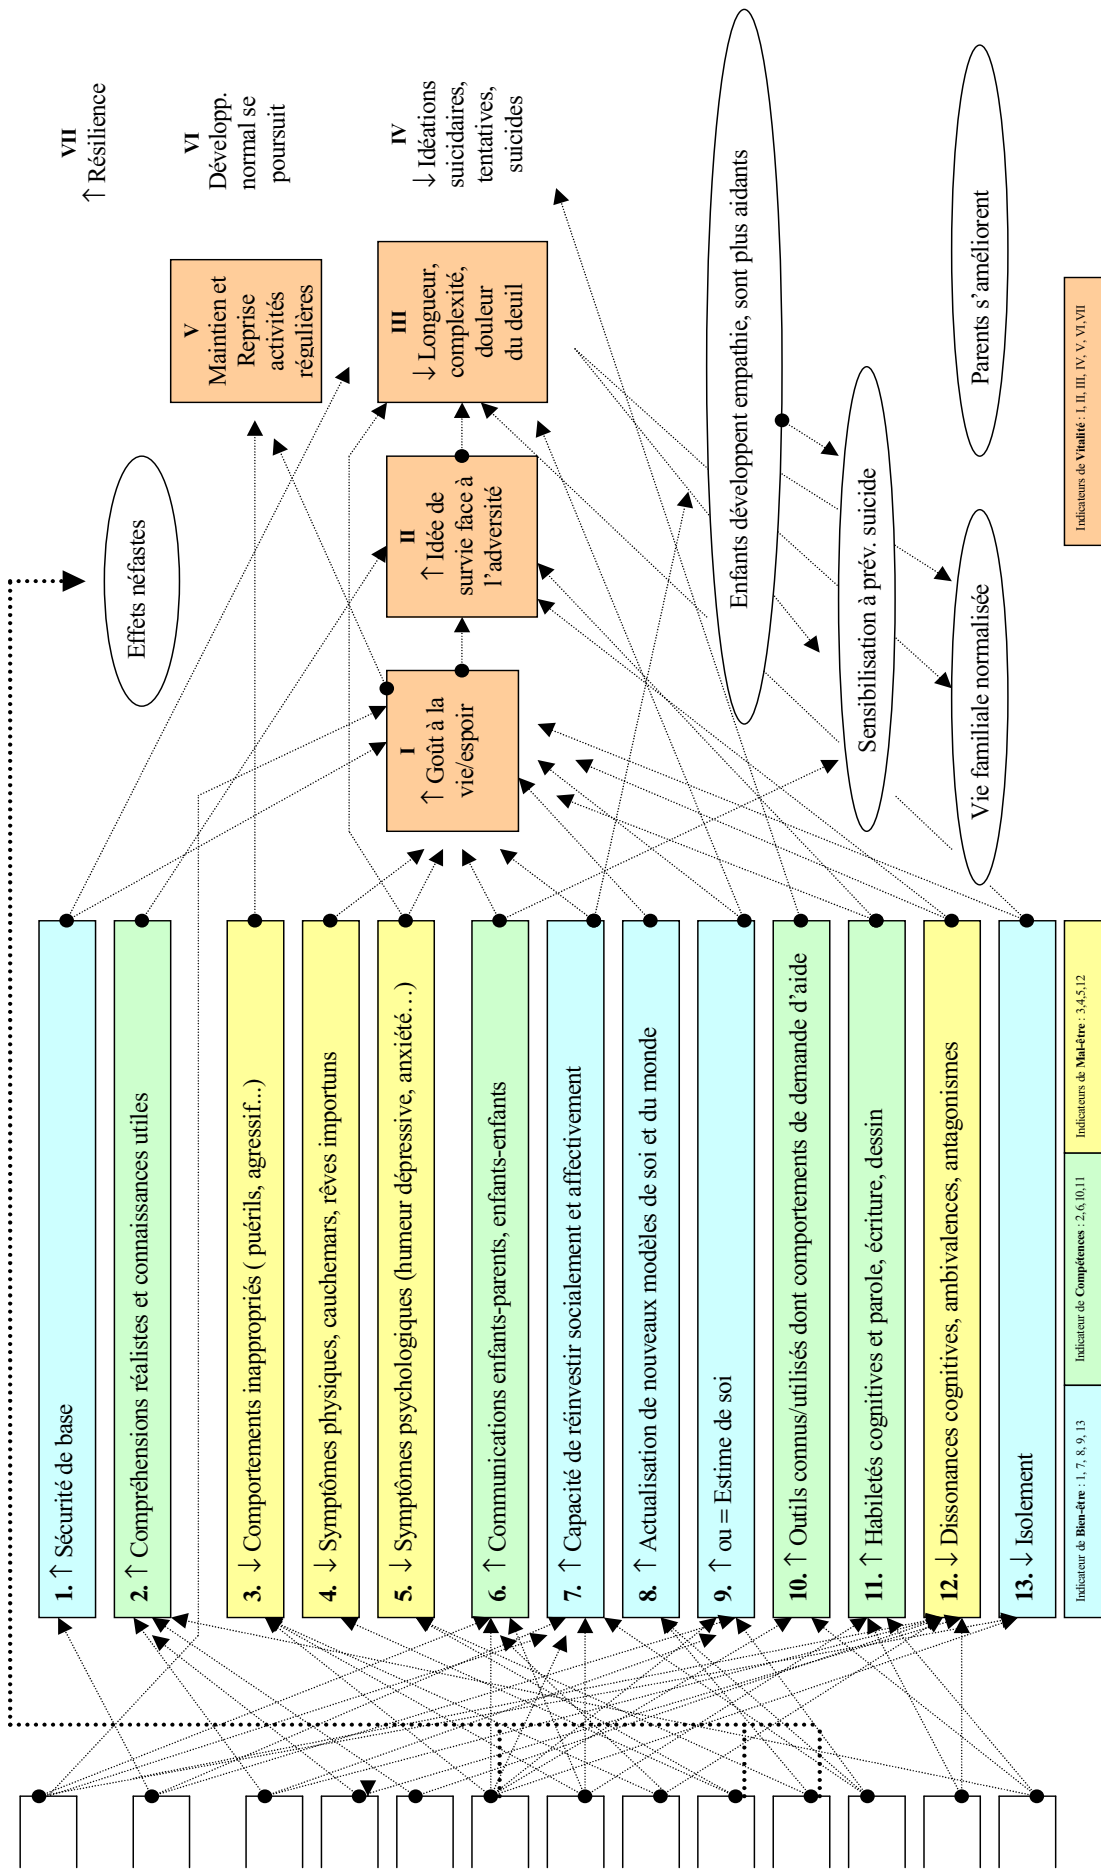 1. ↑ Sécurité de base
2. ↑ Compréhensions réalistes et connaissances utiles
3. ↓ Comportements inappropriés ( puérils, agressif...)
4. ↓ Symptômes physiques, cauchemars, rêves importuns
5. ↓ Symptômes psychologiques (humeur dépressive, anxiété…)
6. ↑ Communications enfants-parents, enfants-enfants
7. ↑ Capacité de réinvestir socialement et affectivement
8. ↑ Actualisation de nouveaux modèles de soi et du monde
9. ↑ ou = Estime de soi
10. ↑ Outils connus/utilisés dont comportements de demande d’aide
11. ↑ Habiletés cognitives et parole, écriture, dessin
12. ↓ Dissonances cognitives, ambivalences, antagonismes
13. ↓ Isolement
Indicateur de Bien-être : 1, 7, 8, 9, 13
Indicateur de Compétences : 2,6,10,11
Indicateurs de Mal-être : 3,4,5,12
Effets néfastes
I
↑ Goût à la
vie/espoir
II
↑ Idée de
survie face à
l’adversité
III
↓ Longueur,
complexité,
douleur
du deuil
V
Maintien et
Reprise
activités
régulières
VII
↑ Résilience
VI
Développ.
normal se
poursuit
IV
↓ Idéations
suicidaires,
tentatives,
suicides
Enfants développent empathie, sont plus aidants
Sensibilisation à prév. suicide
Vie familiale normalisée
Parents s’améliorent
Indicateurs de Vitalité : I, II, III, IV, V, VI,VII